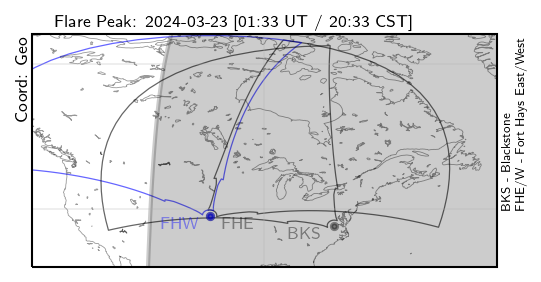 Flare Peak: 2024-03-23 [01:33 UT / 20:33 CST]
Coord: Geo
FHW
FHE
BKS
BKS - Blackstone
FHE/W - Fort Hays East/West